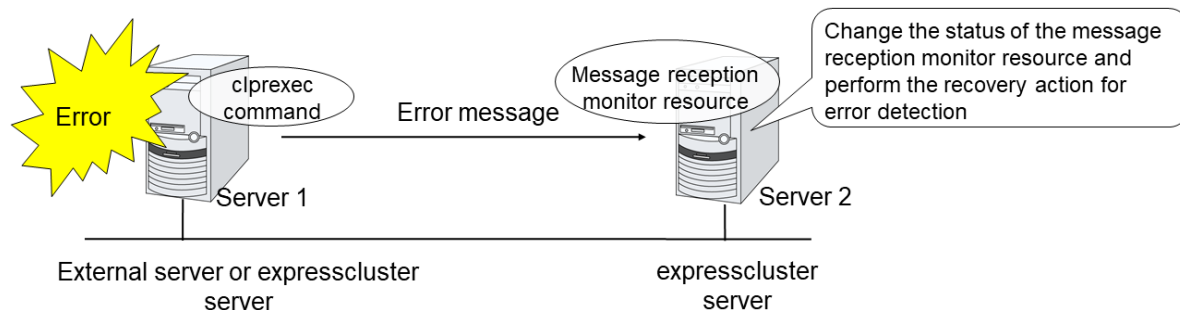 Error
clprexec
command
Error message
Message reception
monitor resource
Change the status of the message
reception monitor resource and
perform the recovery action for
error detection
Server 1
Server 2
External server or expresscluster
server
expresscluster
server